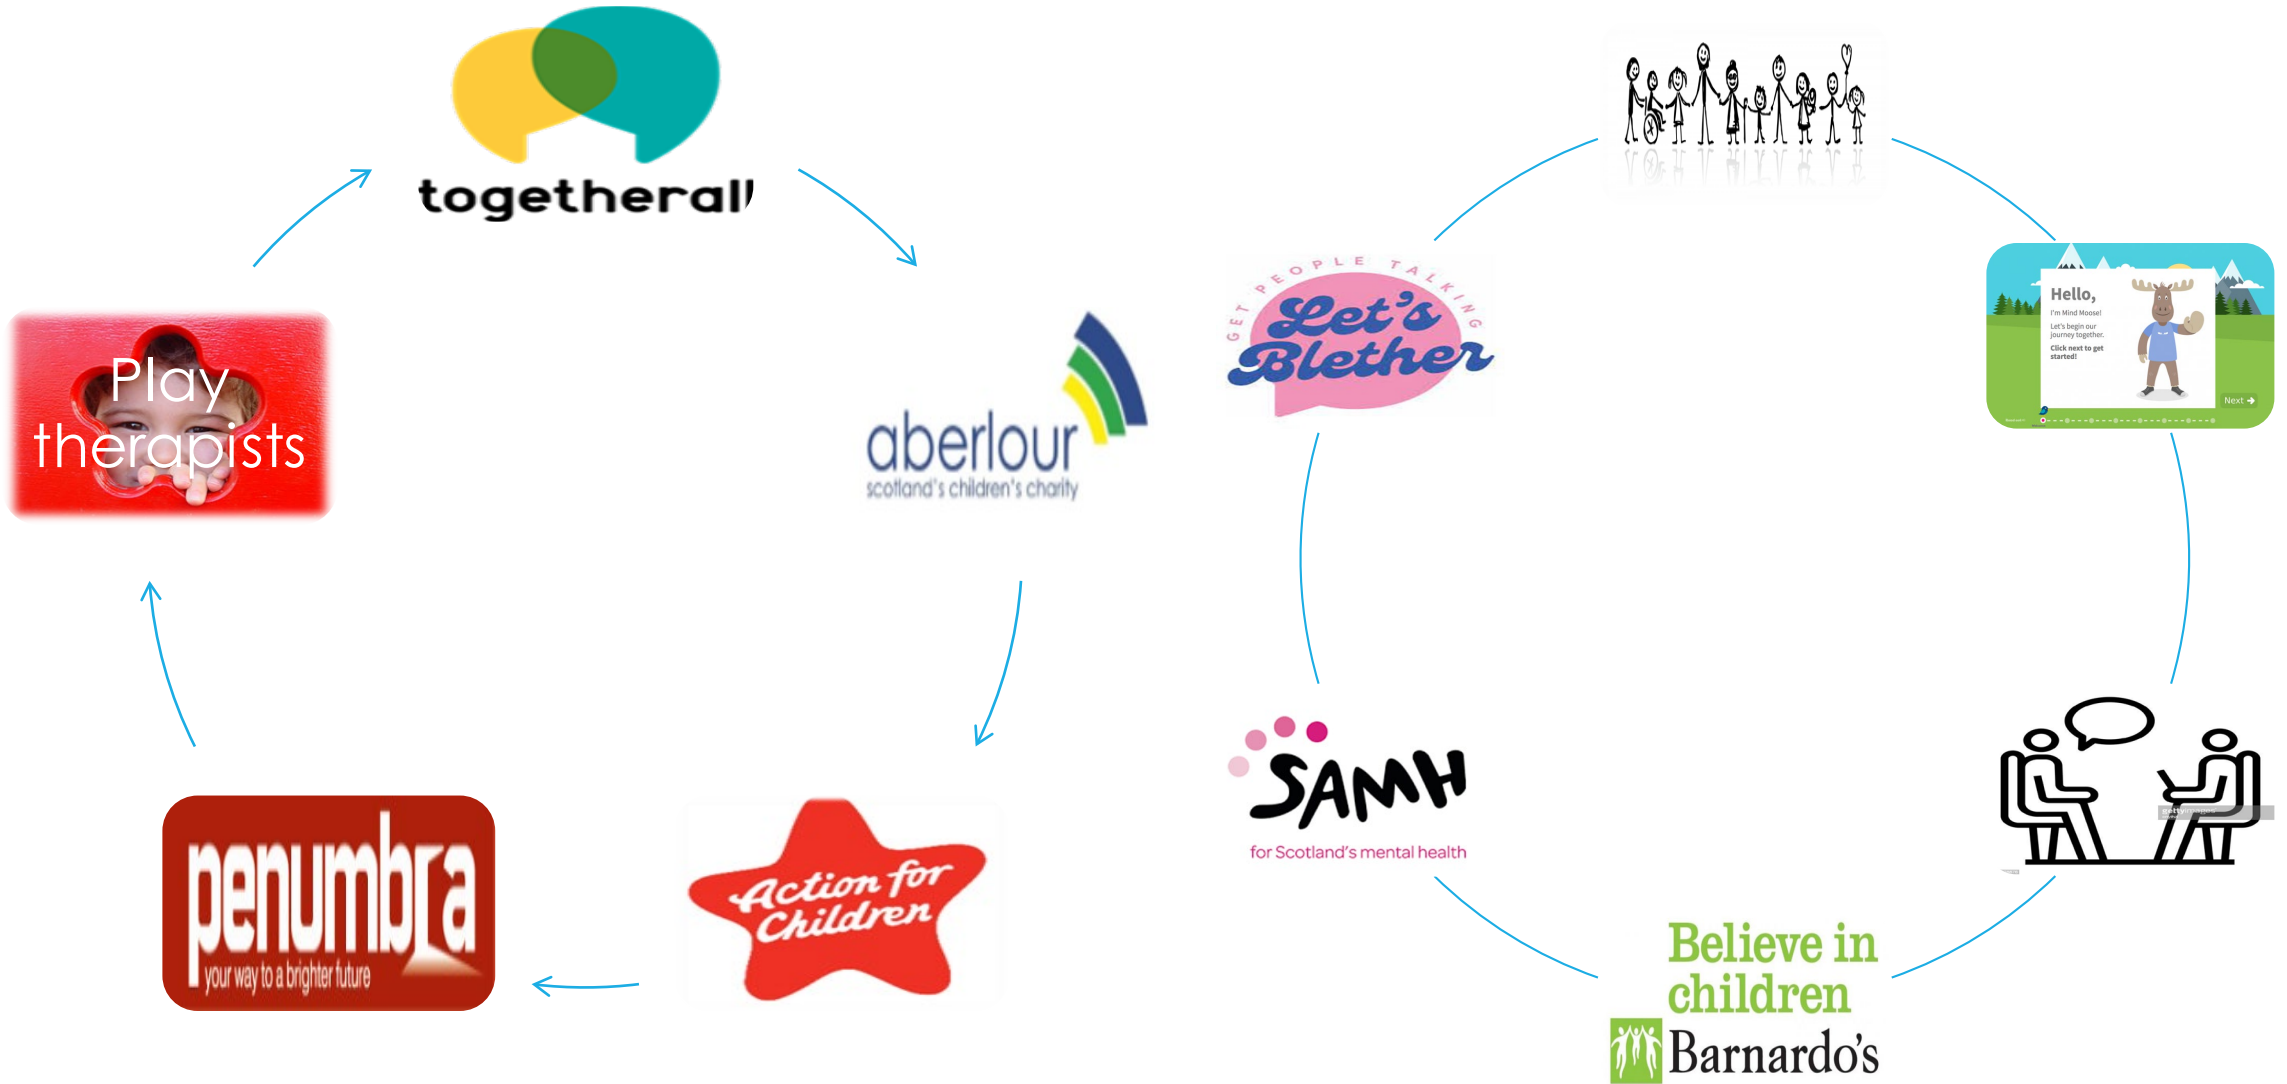 togetherall
Play
therapists
aberlour
scotland's children's charity
penumbra
your way to a brighter future
Action for
Children
GET PEOPLE TALKING
Let's
Blether
Hello,
I'm Mind Moose!
Let's begin our
journey together.
Click next to get
started!
Next
SAMH
for Scotland's mental health
Believe in
children
Barnardo's